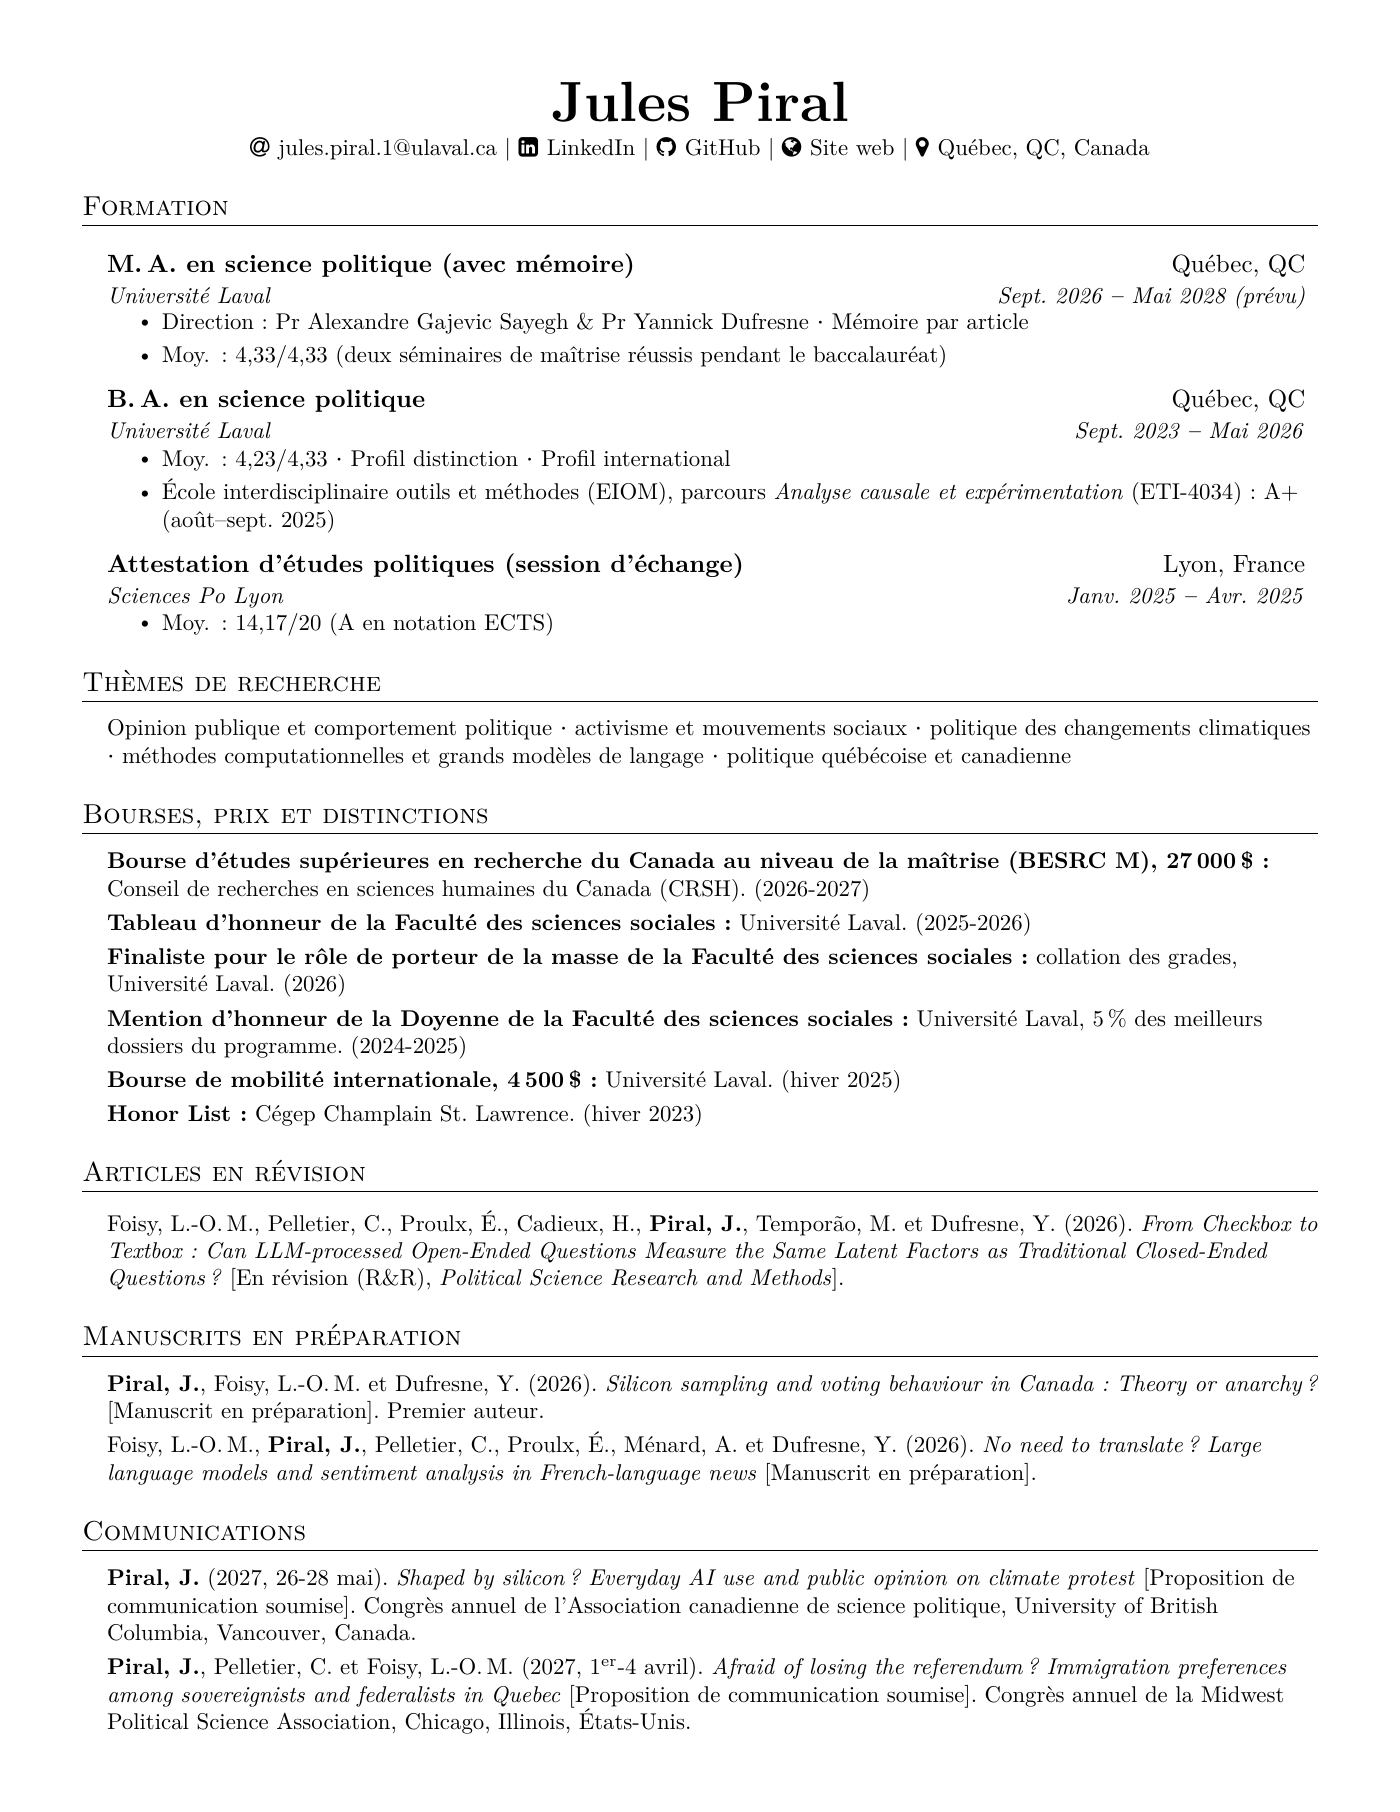 Jules Piral
@ jules.piral.1@ulaval.ca | LinkedIn | GitHub | Site web | Québec, QC, Canada
Formation
M. A. en science politique (avec mémoire) Québec, QC
Université Laval Sept. 2026 – Mai 2028 (prévu)
• Direction : Pr Alexandre Gajevic Sayegh & Pr Yannick Dufresne · Mémoire par article
• Moy. : 4,33/4,33 (deux séminaires de maîtrise réussis pendant le baccalauréat)
B. A. en science politique Québec, QC
Université Laval Sept. 2023 – Mai 2026
• Moy. : 4,23/4,33 · Profil distinction · Profil international
• École interdisciplinaire outils et méthodes (EIOM), parcours Analyse causale et expérimentation (ETI-4034) : A+
(août–sept. 2025)
Attestation d'études politiques (session d'échange) Lyon, France
Sciences Po Lyon Janv. 2025 – Avr. 2025
• Moy. : 14,17/20 (A en notation ECTS)
Thèmes de recherche
Opinion publique et comportement politique · activisme et mouvements sociaux · politique des changements climatiques
· méthodes computationnelles et grands modèles de langage · politique québécoise et canadienne
Bourses, prix et distinctions
Bourse d'études supérieures en recherche du Canada au niveau de la maîtrise (BESRC M), 27 000 $ :
Conseil de recherches en sciences humaines du Canada (CRSH). (2026-2027)
Tableau d'honneur de la Faculté des sciences sociales : Université Laval. (2025-2026)
Finaliste pour le rôle de porteur de la masse de la Faculté des sciences sociales : collation des grades,
Université Laval. (2026)
Mention d'honneur de la Doyenne de la Faculté des sciences sociales : Université Laval, 5 % des meilleurs
dossiers du programme. (2024-2025)
Bourse de mobilité internationale, 4 500 $ : Université Laval. (hiver 2025)
Honor List : Cégep Champlain St. Lawrence. (hiver 2023)
Articles en révision
Foisy, L.-O. M., Pelletier, C., Proulx, É., Cadieux, H., Piral, J., Temporão, M. et Dufresne, Y. (2026). From Checkbox to
Textbox : Can LLM-processed Open-Ended Questions Measure the Same Latent Factors as Traditional Closed-Ended
Questions ? [En révision (R&R), Political Science Research and Methods].
Manuscrits en préparation
Piral, J., Foisy, L.-O. M. et Dufresne, Y. (2026). Silicon sampling and voting behaviour in Canada : Theory or anarchy ?
[Manuscrit en préparation]. Premier auteur.
Foisy, L.-O. M., Piral, J., Pelletier, C., Proulx, É., Ménard, A. et Dufresne, Y. (2026). No need to translate ? Large
language models and sentiment analysis in French-language news [Manuscrit en préparation].
Communications
Piral, J. (2027, 26-28 mai). Shaped by silicon ? Everyday AI use and public opinion on climate protest [Proposition de
communication soumise]. Congrès annuel de l'Association canadienne de science politique, University of British
Columbia, Vancouver, Canada.
Piral, J., Pelletier, C. et Foisy, L.-O. M. (2027, 1er-4 avril). Afraid of losing the referendum ? Immigration preferences
among sovereignists and federalists in Quebec [Proposition de communication soumise]. Congrès annuel de la Midwest
Political Science Association, Chicago, Illinois, États-Unis.